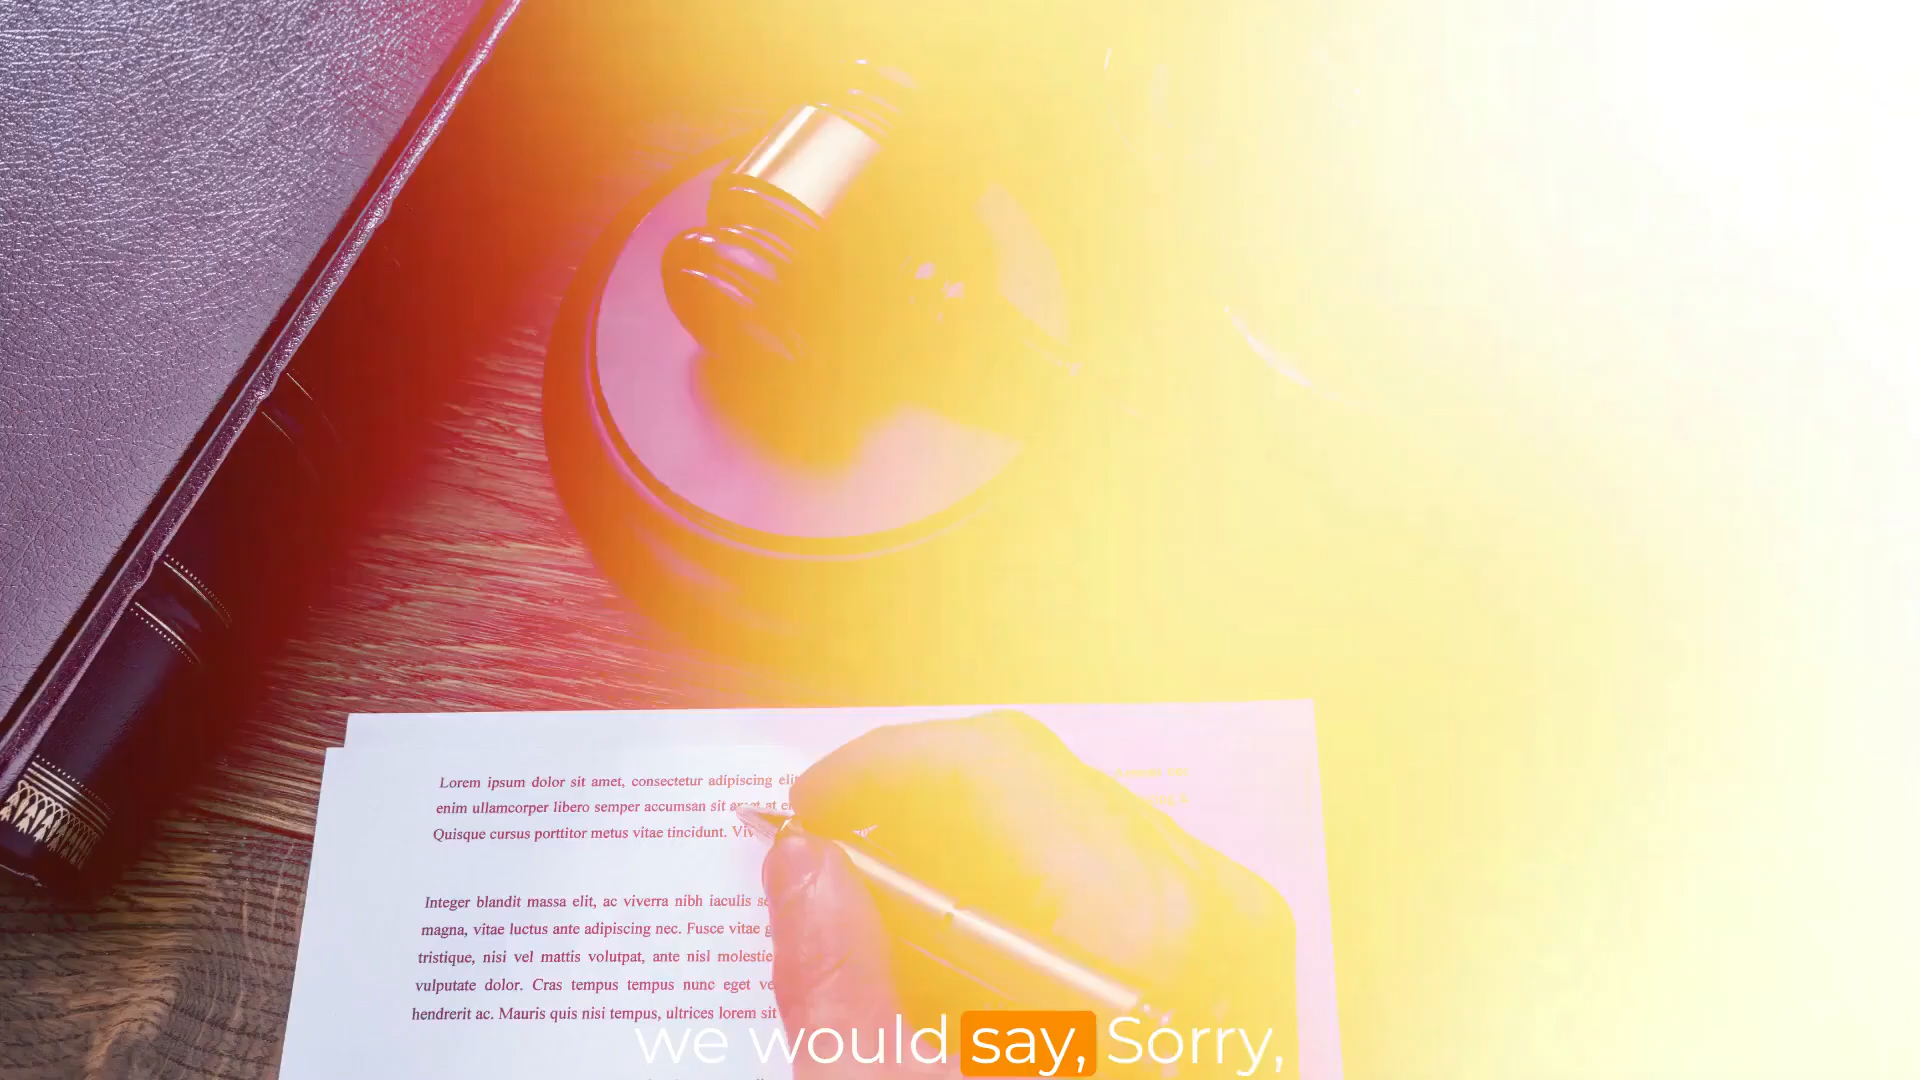 Lorem ipsum dolor sit amet, consectetur adipiscing elit
enim ullamcorper libero semper accumsan sit amet at
Quisque cursus porttitor metus vitae tincidunt.
Integer blandit massa elit, ac viverra nibh iaculis
magna, vitae luctus ante adipiscing nec. Fusce vitae
tristique, nisi vel mattis volutpat, ante nisl molestie
vulputate dolor. Cras tempus tempus nunc eget
hendrerit ac. Mauris quis nisi tempus, ultrices lorem sit
we would say, Sorry,